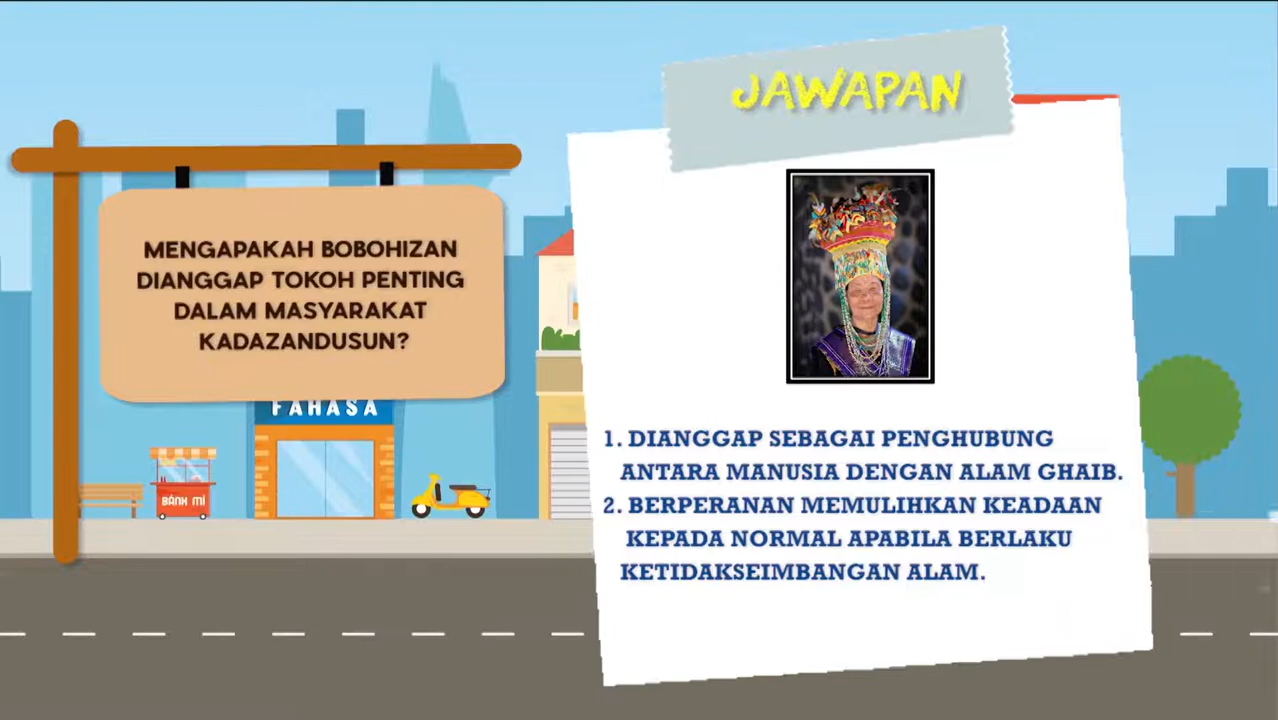 JAWAPAN
MENGAPAKAH BOBOHIZAN
DIANGGAP TOKOH PENTING
DALAM MASYARAKAT
KADAZANDUSUN?
FAHASA
BÁNH MÌ
1. DIANGGAP SEBAGAI PENGHUBUNG
ANTARA MANUSIA DENGAN ALAM GHAIB.
2. BERPERANAN MEMULIHKAN KEADAAN
KEPADA NORMAL APABILA BERLAKU
KETIDAKSEIMBANGAN ALAM.